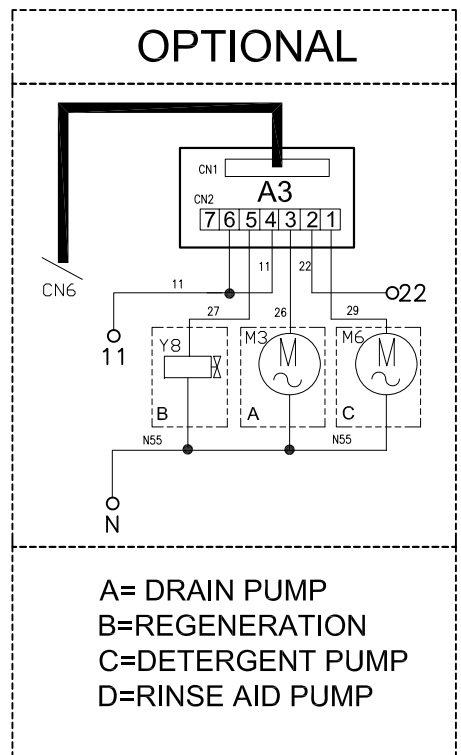 OPTIONAL
CN1
A3
CN2
7 6 5 4 3 2 1
CN6
11
11
22
22
11
27
26
29
Y8
M3
M
M6
M
B
A
C
N55
N55
N
A= DRAIN PUMP
B=REGENERATION
C=DETERGENT PUMP
D=RINSE AID PUMP